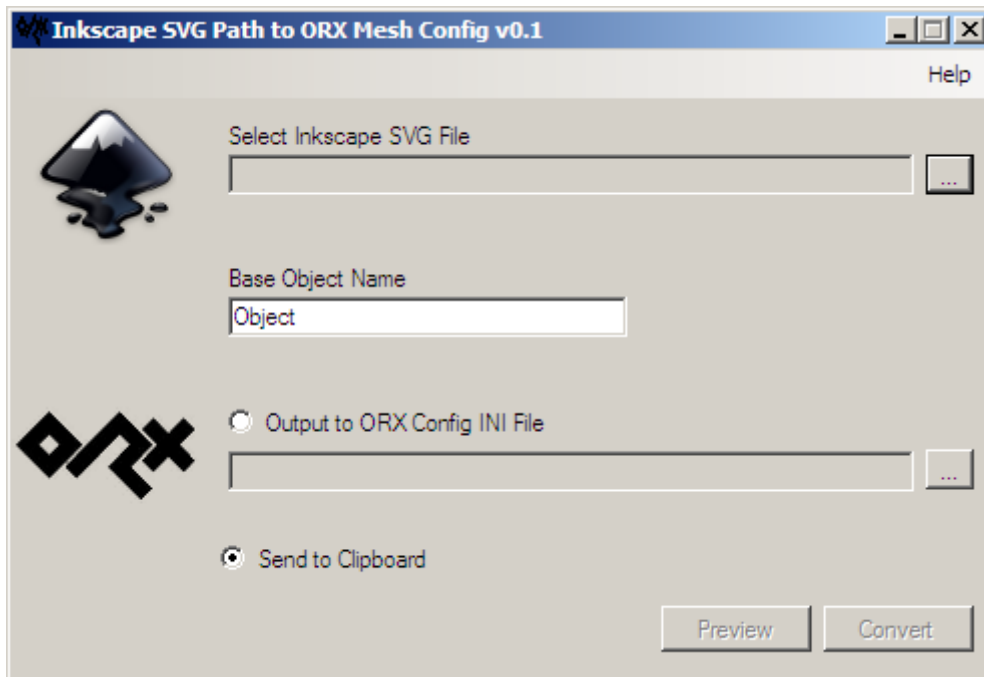 Inkscape SVG Path to ORX Mesh Config v0.1
Help
Select Inkscape SVG File
...
Base Object Name
Object
ORX
Output to ORX Config INI File
...
Send to Clipboard
Preview
Convert